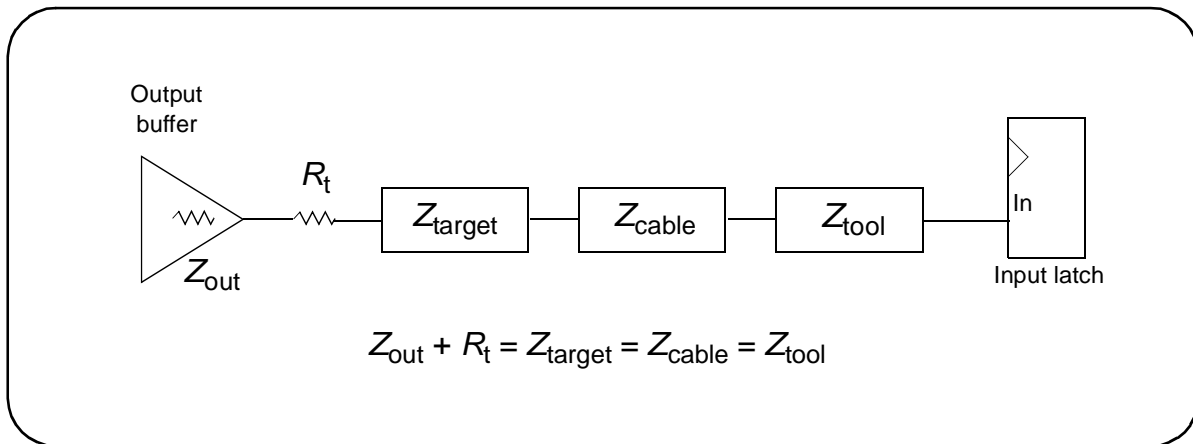 Output
buffer
Rt
Ztarget
Zcable
Ztool
In
Zout
Input latch
Zout + Rt = Ztarget = Zcable = Ztool